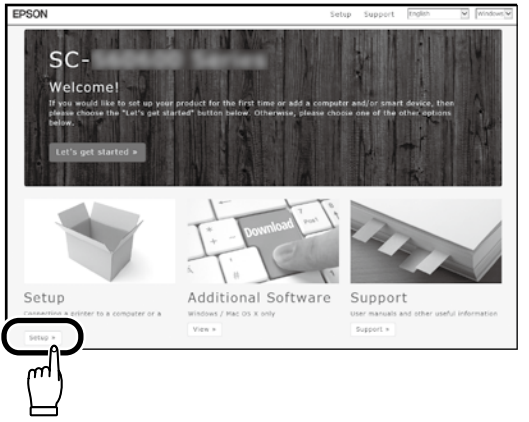 EPSON
Setup Support English Windows
SC-
Welcome!
If you would like to set up your product for the first time or add a computer and/or smart device, then
please choose the "Let's get started" button below. Otherwise, please choose one of the other options
below.
Let's get started »
Download
Setup
Additional Software
Support
Connecting a printer to a computer or a
Windows / Mac OS X only
User manuals and other useful information
Setup »
View »
Support »